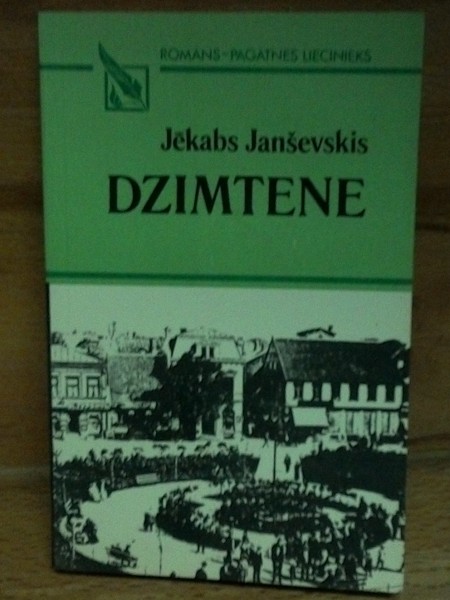 ROMĀNS-PAGĀTNES LIECINIEKS
Jēkabs Janševskis
DZIMTENE